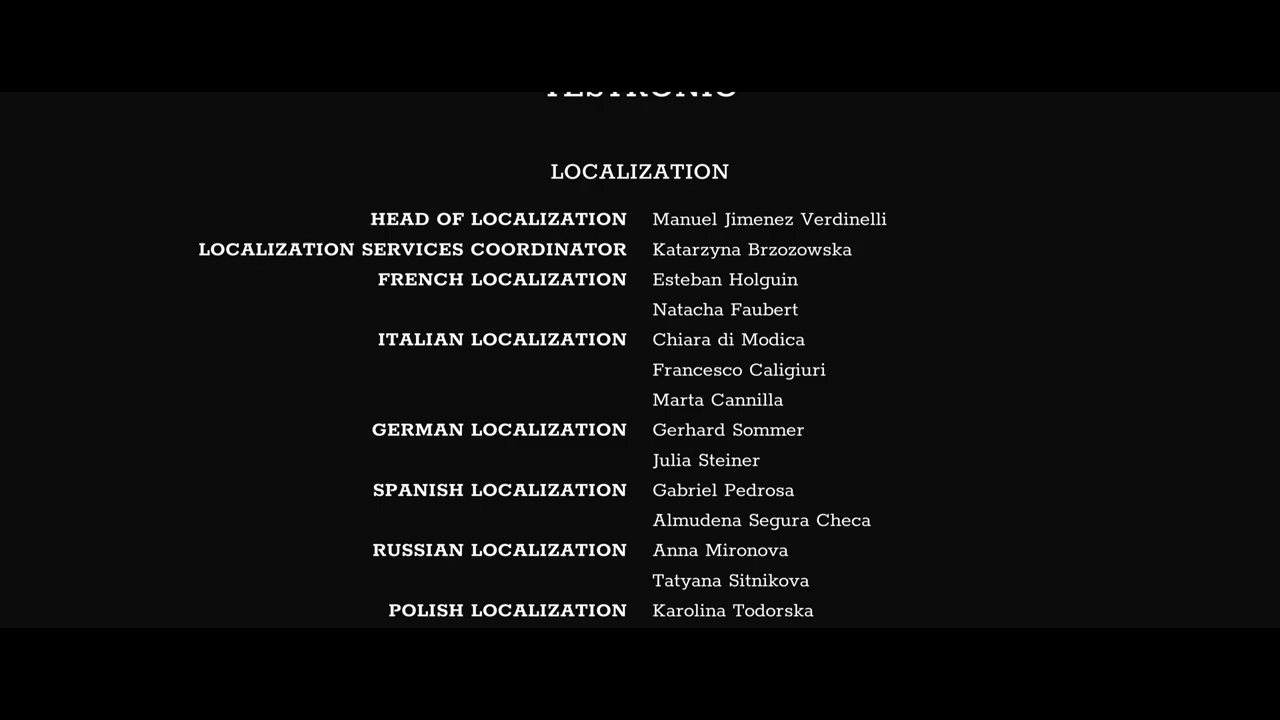 TESTRONIC
LOCALIZATION
HEAD OF LOCALIZATION Manuel Jimenez Verdinelli
LOCALIZATION SERVICES COORDINATOR Katarzyna Brzozowska
FRENCH LOCALIZATION Esteban Holguin
Natacha Faubert
ITALIAN LOCALIZATION Chiara di Modica
Francesco Caligiuri
Marta Cannilla
GERMAN LOCALIZATION Gerhard Sommer
Julia Steiner
SPANISH LOCALIZATION Gabriel Pedrosa
Almudena Segura Checa
RUSSIAN LOCALIZATION Anna Mironova
Tatyana Sitnikova
POLISH LOCALIZATION Karolina Todorska